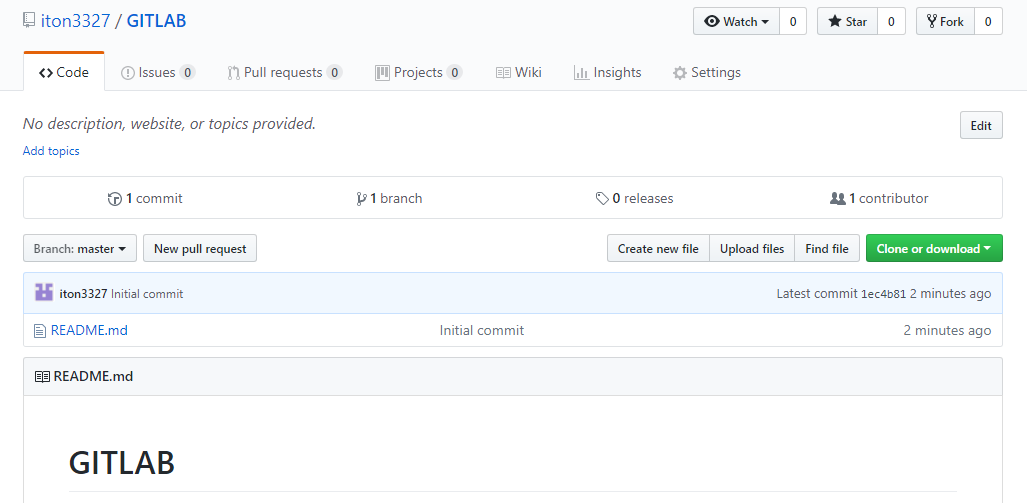 iton3327 / GITLAB
Watch 0 Star 0 Fork 0
Code Issues 0 Pull requests 0 Projects 0 Wiki Insights Settings
No description, website, or topics provided.
Edit
Add topics
1 commit 1 branch 0 releases 1 contributor
Branch: master New pull request Create new file Upload files Find file Clone or download
iton3327 Initial commit Latest commit 1ec4b81 2 minutes ago
README.md Initial commit 2 minutes ago
README.md
GITLAB